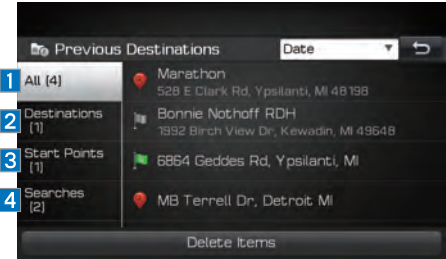 Previous Destinations
Date
1 All (4)
Marathon
528 E Clark Rd, Ypsilanti, MI 48198
2 Destinations
(1)
Bonnie Nothoff RDH
1992 Birch View Dr, Kewadin, MI 49648
3 Start Points
(1)
6864 Geddes Rd, Ypsilanti, MI
4 Searches
(2)
MB Terrell Dr, Detroit MI
Delete Items